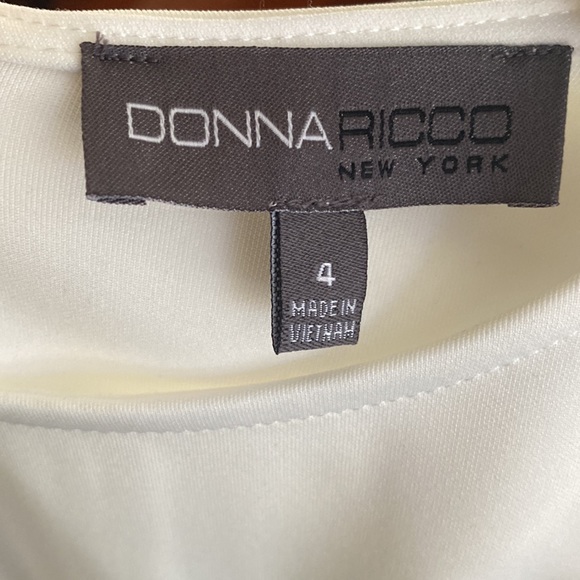 DONNA RICCO
NEW YORK
4
MADE IN
VIETNAM